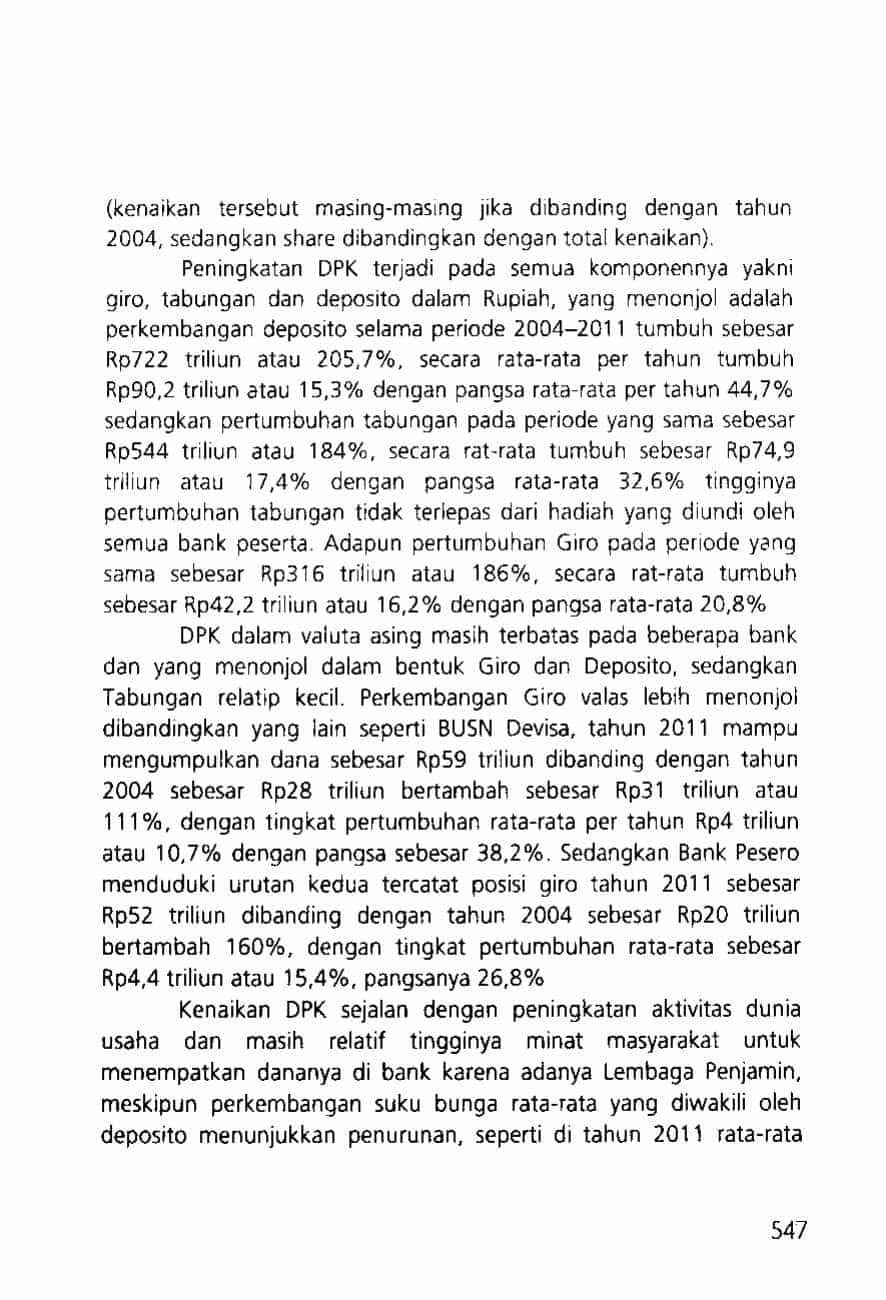 (kenaikan tersebut masing-masing jika dibanding dengan tahun
2004, sedangkan share dibandingkan dengan total kenaikan).
Peningkatan DPK terjadi pada semua komponennya yakni
giro, tabungan dan deposito dalam Rupiah, yang menonjol adalah
perkembangan deposito selama periode 2004–2011 tumbuh sebesar
Rp722 triliun atau 205,7%, secara rata-rata per tahun tumbuh
Rp90,2 triliun atau 15,3% dengan pangsa rata-rata per tahun 44,7%
sedangkan pertumbuhan tabungan pada periode yang sama sebesar
Rp544 triliun atau 184%, secara rat-rata tumbuh sebesar Rp74,9
triliun atau 17,4% dengan pangsa rata-rata 32,6% tingginya
pertumbuhan tabungan tidak terlepas dari hadiah yang diundi oleh
semua bank peserta. Adapun pertumbuhan Giro pada periode yang
sama sebesar Rp316 triliun atau 186%, secara rat-rata tumbuh
sebesar Rp42,2 triliun atau 16,2% dengan pangsa rata-rata 20,8%
DPK dalam valuta asing masih terbatas pada beberapa bank
dan yang menonjol dalam bentuk Giro dan Deposito, sedangkan
Tabungan relatip kecil. Perkembangan Giro valas lebih menonjol
dibandingkan yang lain seperti BUSN Devisa, tahun 2011 mampu
mengumpulkan dana sebesar Rp59 triliun dibanding dengan tahun
2004 sebesar Rp28 triliun bertambah sebesar Rp31 triliun atau
111%, dengan tingkat pertumbuhan rata-rata per tahun Rp4 triliun
atau 10,7% dengan pangsa sebesar 38,2%. Sedangkan Bank Pesero
menduduki urutan kedua tercatat posisi giro tahun 2011 sebesar
Rp52 triliun dibanding dengan tahun 2004 sebesar Rp20 triliun
bertambah 160%, dengan tingkat pertumbuhan rata-rata sebesar
Rp4,4 triliun atau 15,4%, pangsanya 26,8%
Kenaikan DPK sejalan dengan peningkatan aktivitas dunia
usaha dan masih relatif tingginya minat masyarakat untuk
menempatkan dananya di bank karena adanya Lembaga Penjamin,
meskipun perkembangan suku bunga rata-rata yang diwakili oleh
deposito menunjukkan penurunan, seperti di tahun 2011 rata-rata
547